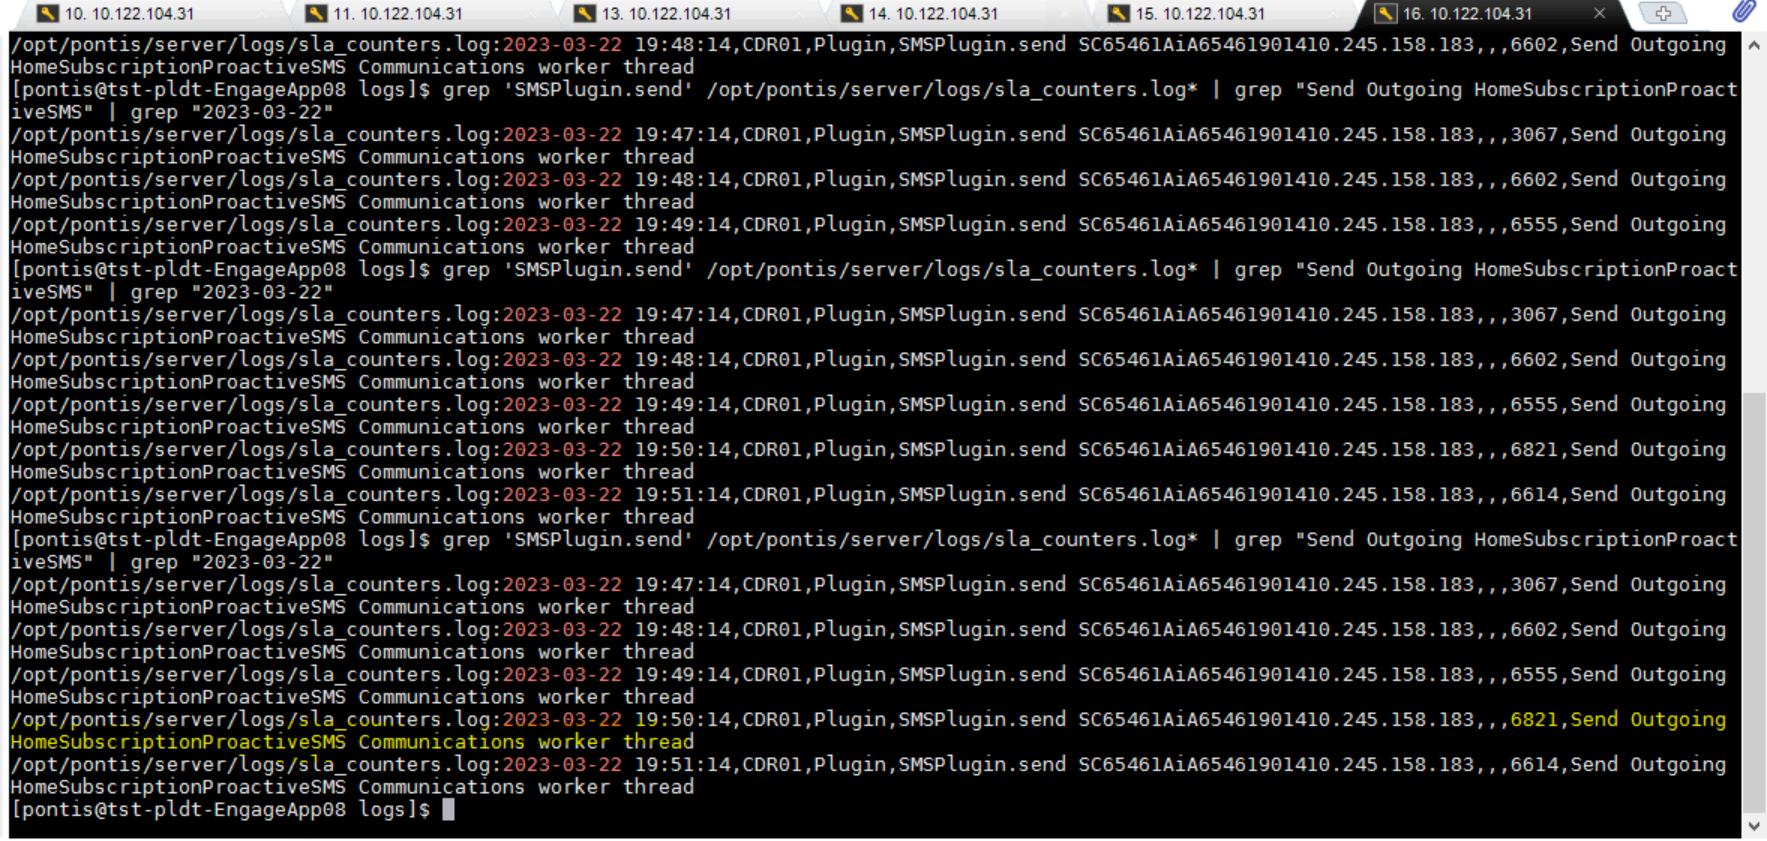 10. 10.122.104.31
11. 10.122.104.31
13. 10.122.104.31
14. 10.122.104.31
15. 10.122.104.31
16. 10.122.104.31
/opt/pontis/server/logs/sla_counters.log:2023-03-22 19:48:14,CDR01,Plugin,SMSPlugin.send SC65461AiA65461901410.245.158.183,,,6602,Send Outgoing
HomeSubscriptionProactiveSMS Communications worker thread
[pontis@tst-pldt-EngageApp08 logs]$ grep 'SMSPlugin.send' /opt/pontis/server/logs/sla_counters.log* | grep "Send Outgoing HomeSubscriptionProact
iveSMS" | grep "2023-03-22"
/opt/pontis/server/logs/sla_counters.log:2023-03-22 19:47:14,CDR01,Plugin,SMSPlugin.send SC65461AiA65461901410.245.158.183,,,3067,Send Outgoing
HomeSubscriptionProactiveSMS Communications worker thread
/opt/pontis/server/logs/sla_counters.log:2023-03-22 19:48:14,CDR01,Plugin,SMSPlugin.send SC65461AiA65461901410.245.158.183,,,6602,Send Outgoing
HomeSubscriptionProactiveSMS Communications worker thread
/opt/pontis/server/logs/sla_counters.log:2023-03-22 19:49:14,CDR01,Plugin,SMSPlugin.send SC65461AiA65461901410.245.158.183,,,6555,Send Outgoing
HomeSubscriptionProactiveSMS Communications worker thread
[pontis@tst-pldt-EngageApp08 logs]$ grep 'SMSPlugin.send' /opt/pontis/server/logs/sla_counters.log* | grep "Send Outgoing HomeSubscriptionProact
iveSMS" | grep "2023-03-22"
/opt/pontis/server/logs/sla_counters.log:2023-03-22 19:47:14,CDR01,Plugin,SMSPlugin.send SC65461AiA65461901410.245.158.183,,,3067,Send Outgoing
HomeSubscriptionProactiveSMS Communications worker thread
/opt/pontis/server/logs/sla_counters.log:2023-03-22 19:48:14,CDR01,Plugin,SMSPlugin.send SC65461AiA65461901410.245.158.183,,,6602,Send Outgoing
HomeSubscriptionProactiveSMS Communications worker thread
/opt/pontis/server/logs/sla_counters.log:2023-03-22 19:49:14,CDR01,Plugin,SMSPlugin.send SC65461AiA65461901410.245.158.183,,,6555,Send Outgoing
HomeSubscriptionProactiveSMS Communications worker thread
/opt/pontis/server/logs/sla_counters.log:2023-03-22 19:50:14,CDR01,Plugin,SMSPlugin.send SC65461AiA65461901410.245.158.183,,,6821,Send Outgoing
HomeSubscriptionProactiveSMS Communications worker thread
/opt/pontis/server/logs/sla_counters.log:2023-03-22 19:51:14,CDR01,Plugin,SMSPlugin.send SC65461AiA65461901410.245.158.183,,,6614,Send Outgoing
HomeSubscriptionProactiveSMS Communications worker thread
[pontis@tst-pldt-EngageApp08 logs]$ grep 'SMSPlugin.send' /opt/pontis/server/logs/sla_counters.log* | grep "Send Outgoing HomeSubscriptionProact
iveSMS" | grep "2023-03-22"
/opt/pontis/server/logs/sla_counters.log:2023-03-22 19:47:14,CDR01,Plugin,SMSPlugin.send SC65461AiA65461901410.245.158.183,,,3067,Send Outgoing
HomeSubscriptionProactiveSMS Communications worker thread
/opt/pontis/server/logs/sla_counters.log:2023-03-22 19:48:14,CDR01,Plugin,SMSPlugin.send SC65461AiA65461901410.245.158.183,,,6602,Send Outgoing
HomeSubscriptionProactiveSMS Communications worker thread
/opt/pontis/server/logs/sla_counters.log:2023-03-22 19:49:14,CDR01,Plugin,SMSPlugin.send SC65461AiA65461901410.245.158.183,,,6555,Send Outgoing
HomeSubscriptionProactiveSMS Communications worker thread
/opt/pontis/server/logs/sla_counters.log:2023-03-22 19:50:14,CDR01,Plugin,SMSPlugin.send SC65461AiA65461901410.245.158.183,,,6821,Send Outgoing
HomeSubscriptionProactiveSMS Communications worker thread
/opt/pontis/server/logs/sla_counters.log:2023-03-22 19:51:14,CDR01,Plugin,SMSPlugin.send SC65461AiA65461901410.245.158.183,,,6614,Send Outgoing
HomeSubscriptionProactiveSMS Communications worker thread
[pontis@tst-pldt-EngageApp08 logs]$